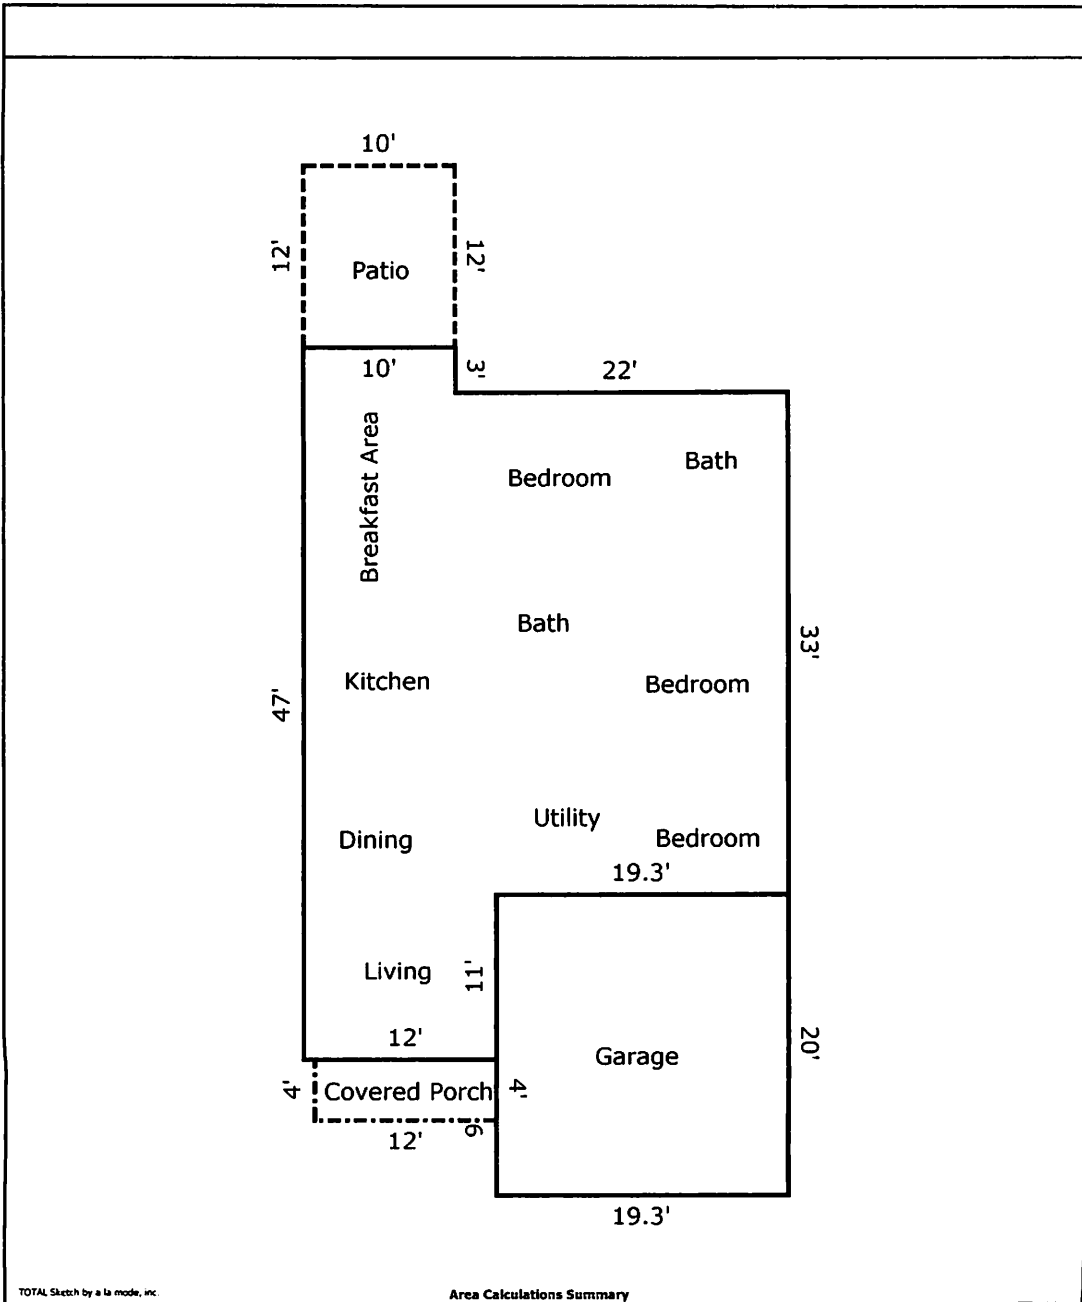 10'
12'
12'
Patio
10'
3'
22'
Breakfast Area
Bedroom
Bath
Bath
33'
Kitchen
Bedroom
47'
Utility
Dining
Bedroom
19.3'
Living
11'
12'
Garage
20'
4'
Covered Porch
4'
12'
9
19.3'
TOTAL Sketch by a la mode, inc.
Area Calculations Summary